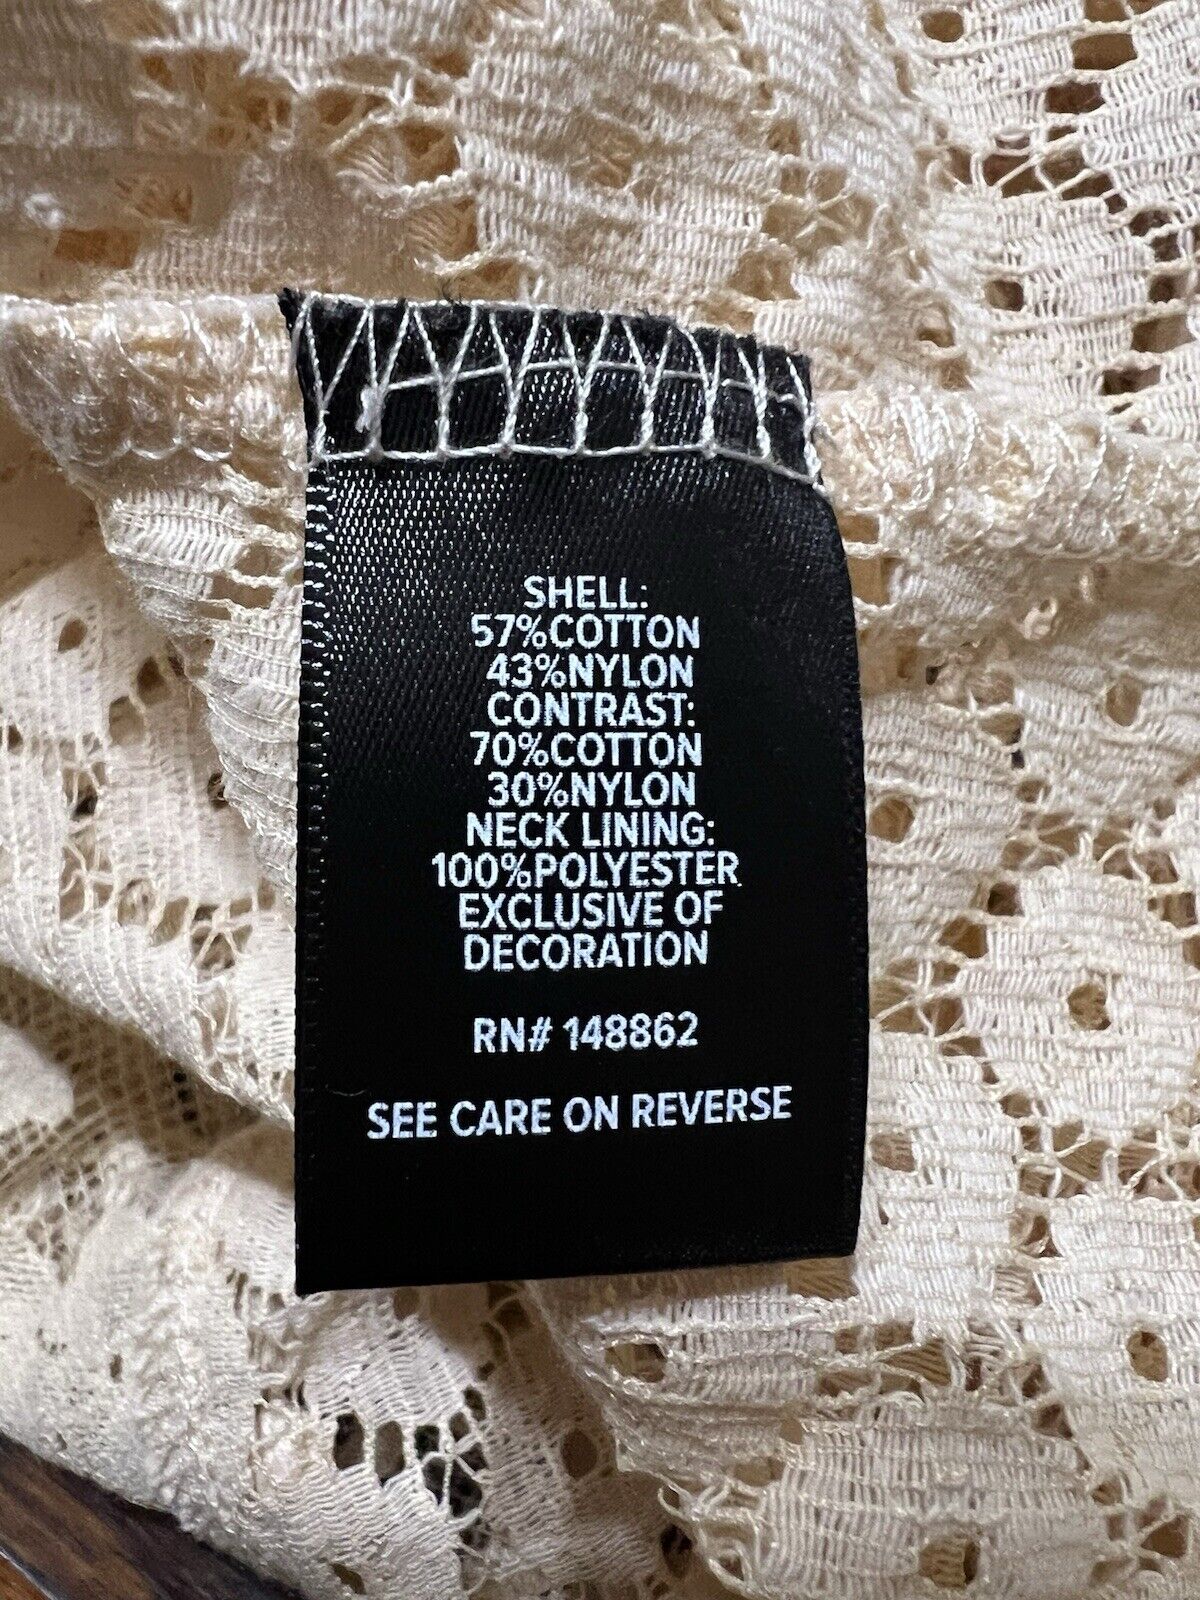 SHELL:
57%COTTON
43%NYLON
CONTRAST:
70%COTTON
30%NYLON
NECK LINING:
100%POLYESTER
EXCLUSIVE OF
DECORATION
RN# 148862
SEE CARE ON REVERSE